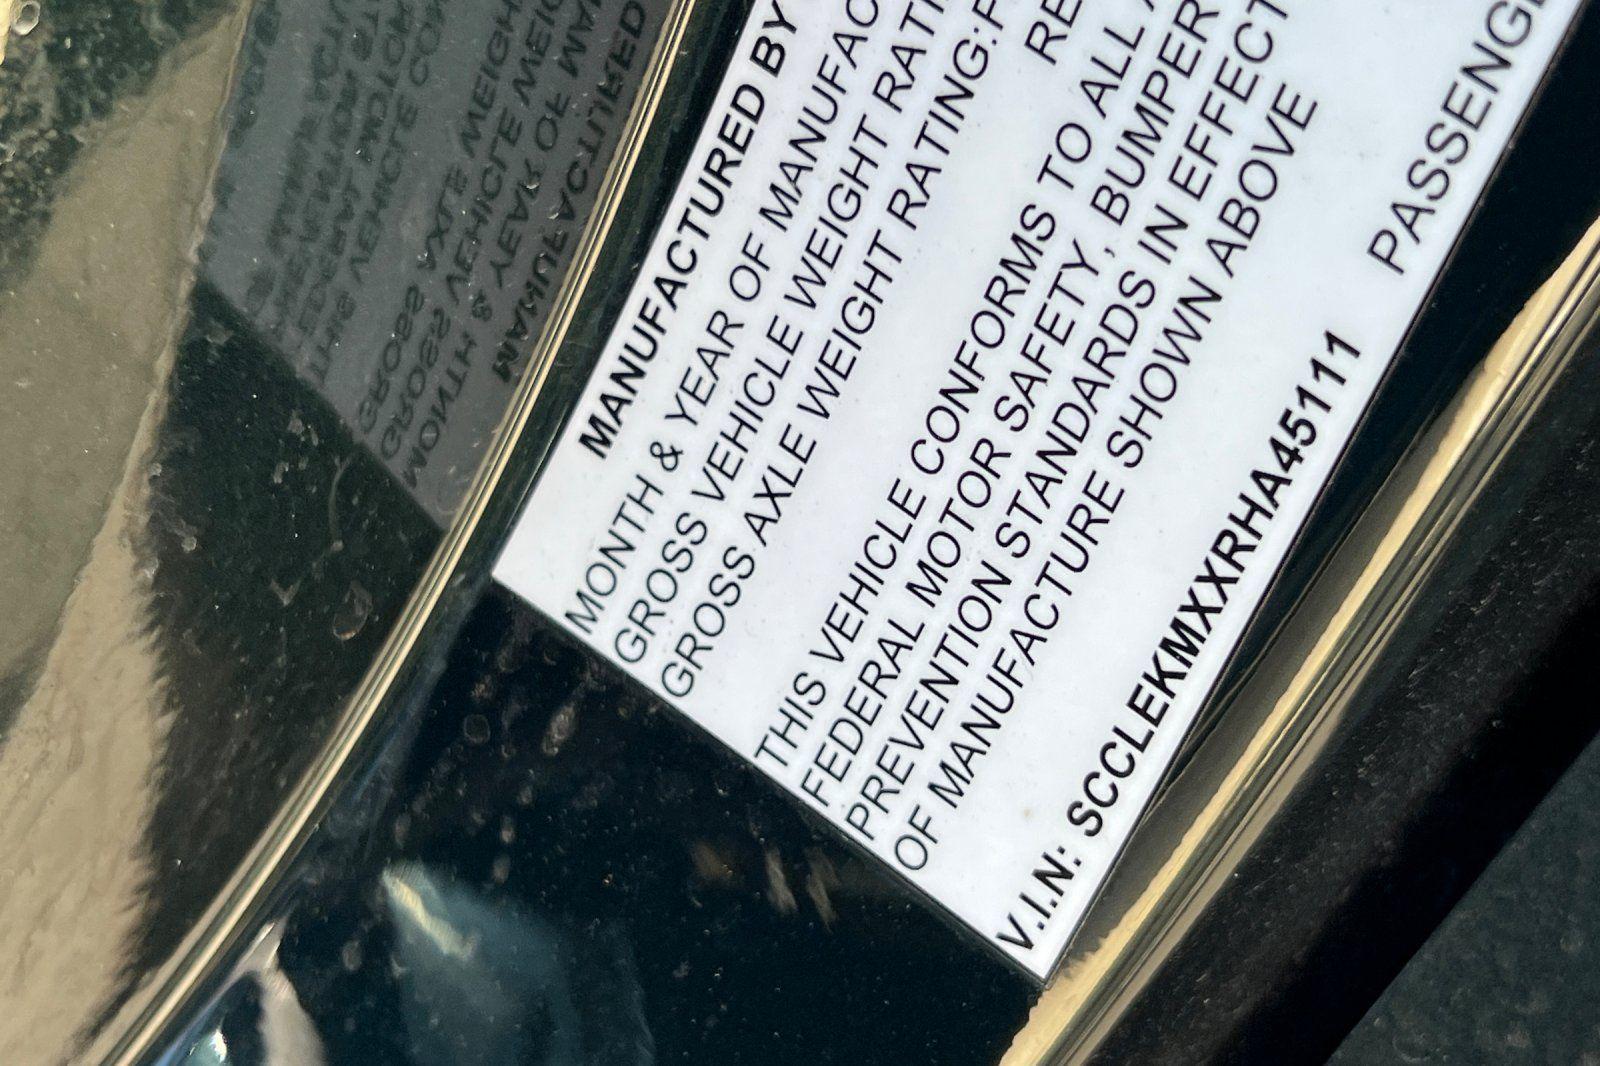 MANUFACTURED BY
MONTH & YEAR OF MANUFAC
GROSS VEHICLE WEIGHT RATI
GROSS AXLE WEIGHT RATING:F
RE
THIS VEHICLE CONFORMS TO ALL A
FEDERAL MOTOR SAFETY, BUMPER
PREVENTION STANDARDS IN EFFECT
OF MANUFACTURE SHOWN ABOVE
V.I.N: SCCLEKMXXRHA45111 PASSENGE